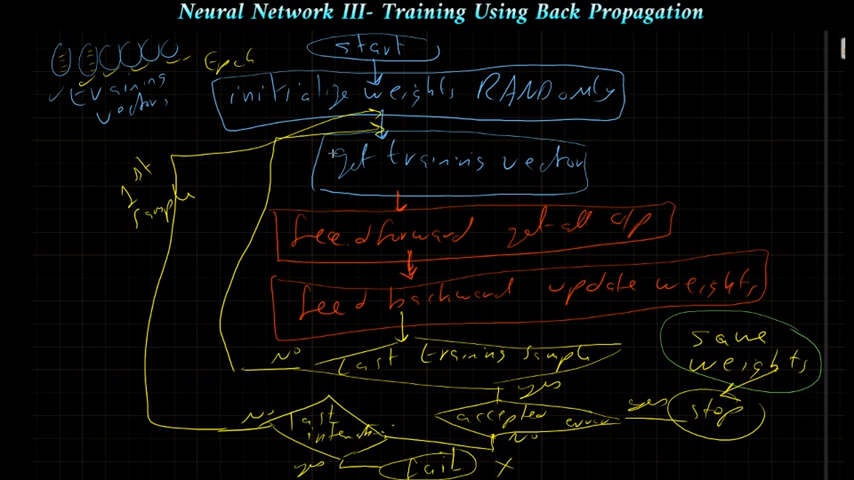 Neural Network III- Training Using Back Propagation
start
Epoch
training
vectors
initialize weights RANDomly
get training vector
1st
sample
feed forward get-all o/p
feed backward update weights
save
weights
last training sample
No
yes
accepted error
yes
stop
No
last
No
yes
fail
X